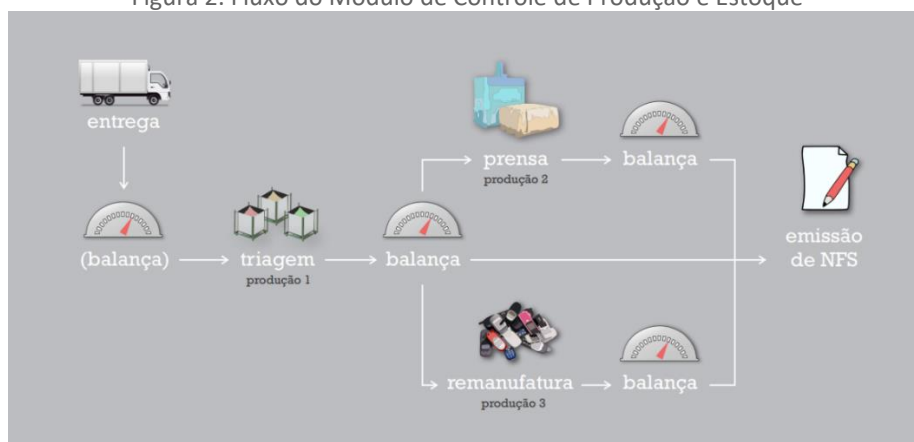 Figura 2: Fluxo do Módulo de Controle de Produção e Estoque
entrega
(balança)
triagem
produção 1
balança
prensa
produção 2
balança
remanufatura
produção 3
balança
emissão
de NFS